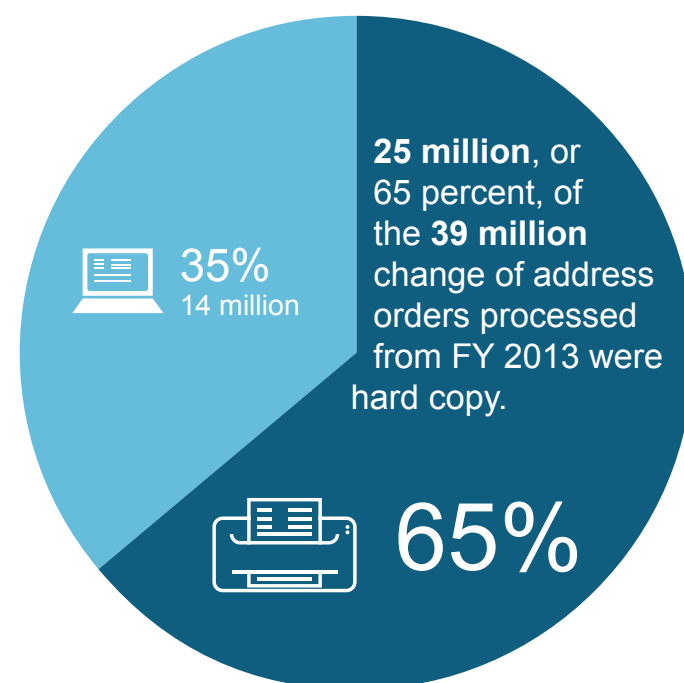 25 million, or
65 percent, of
the 39 million
change of address
orders processed
from FY 2013 were
hard copy.
35%
14 million
65%